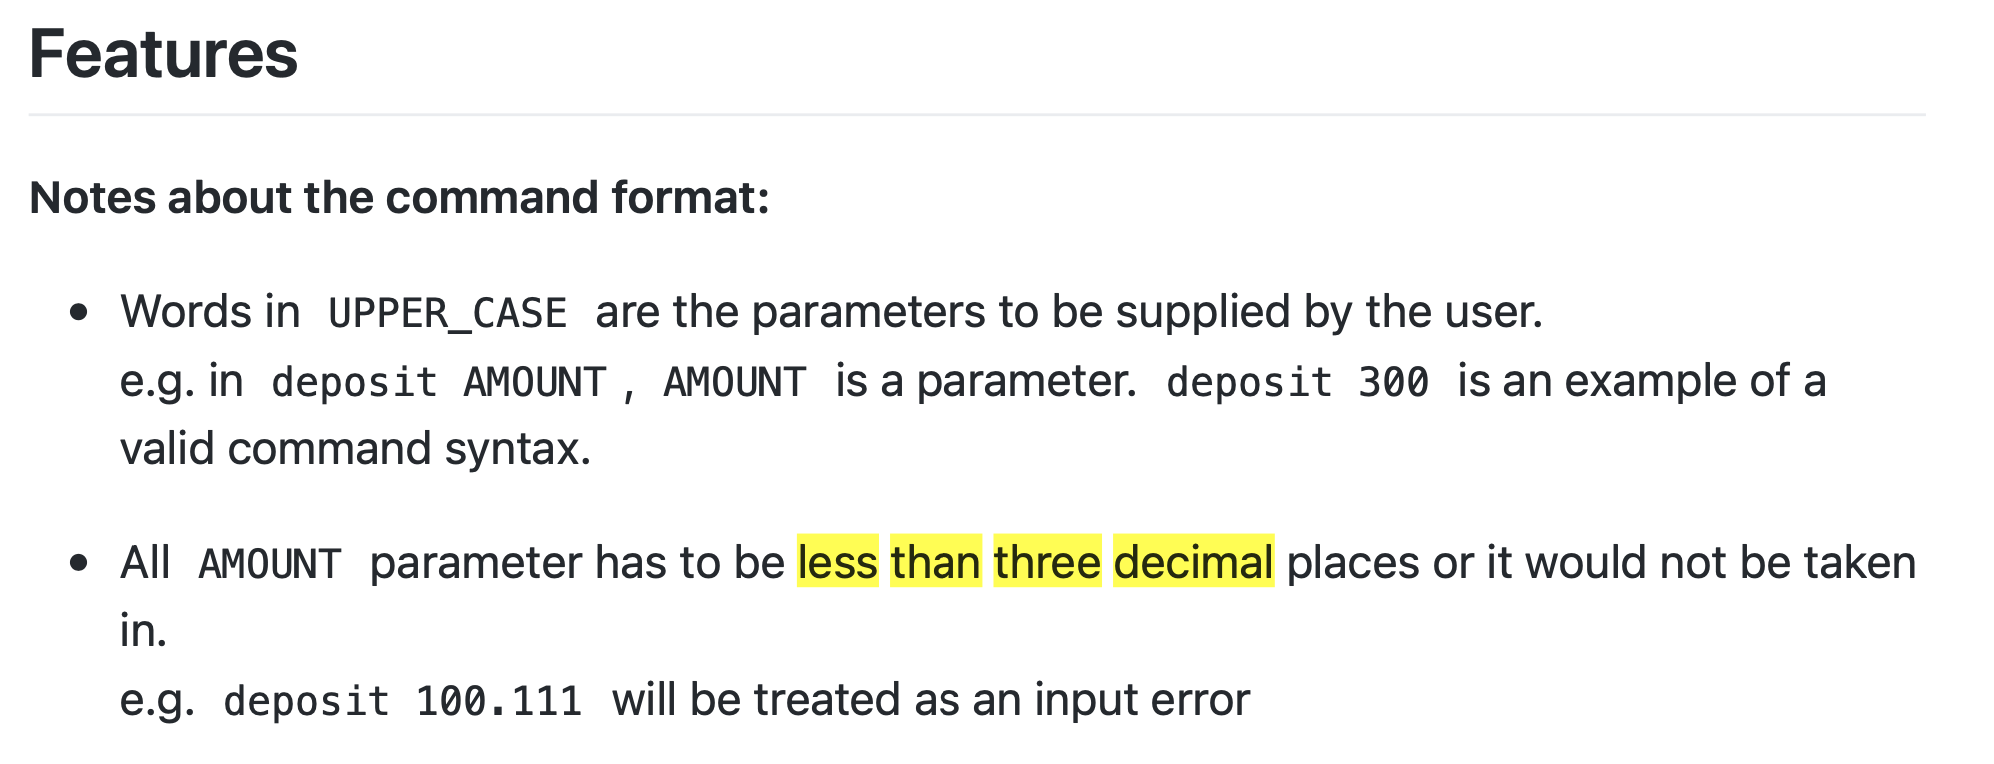 Features
Notes about the command format:
Words in UPPER_CASE are the parameters to be supplied by the user.
e.g. in deposit AMOUNT, AMOUNT is a parameter. deposit 300 is an example of a
valid command syntax.
All AMOUNT parameter has to be less than three decimal places or it would not be taken
in.
e.g. deposit 100.111 will be treated as an input error